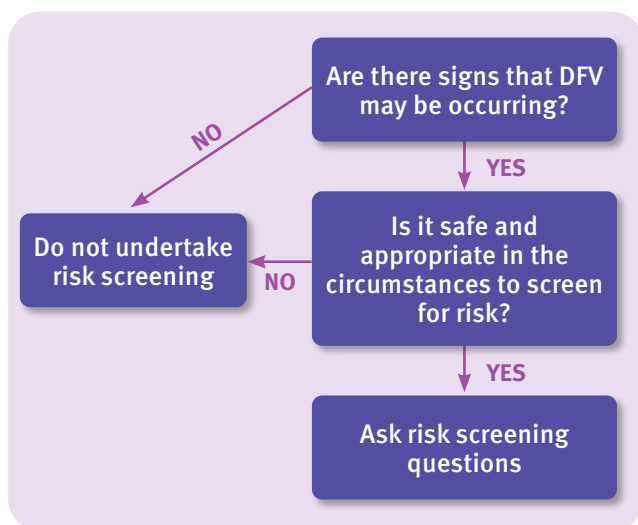 Are there signs that DFV
may be occurring?
NO
YES
Do not undertake
risk screening
NO
Is it safe and
appropriate in the
circumstances to screen
for risk?
YES
Ask risk screening
questions